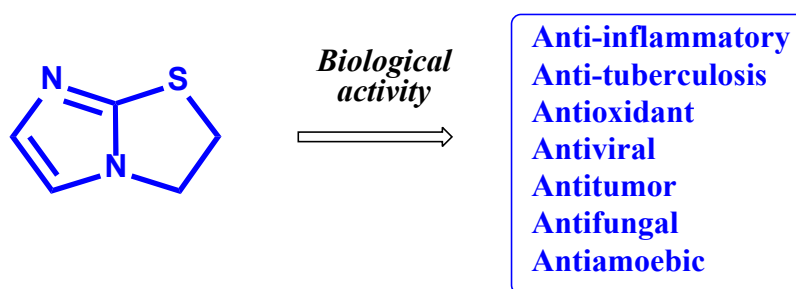 N
S
N
Biological
activity
Anti-inflammatory
Anti-tuberculosis
Antioxidant
Antiviral
Antitumor
Antifungal
Antiamoebic